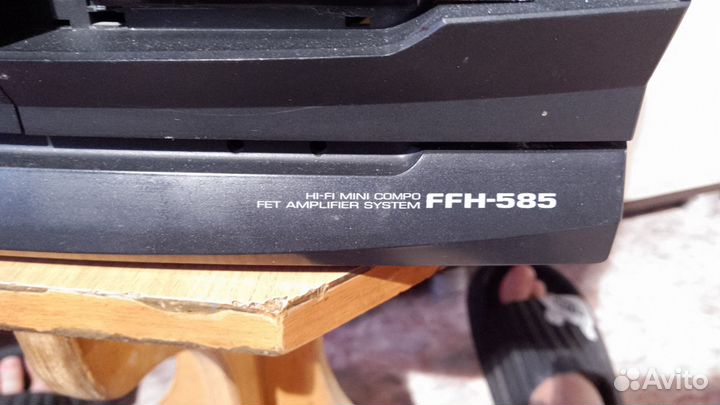 HI-FI MINI COMPO
FET AMPLIFIER SYSTEM FFH-585
Avito